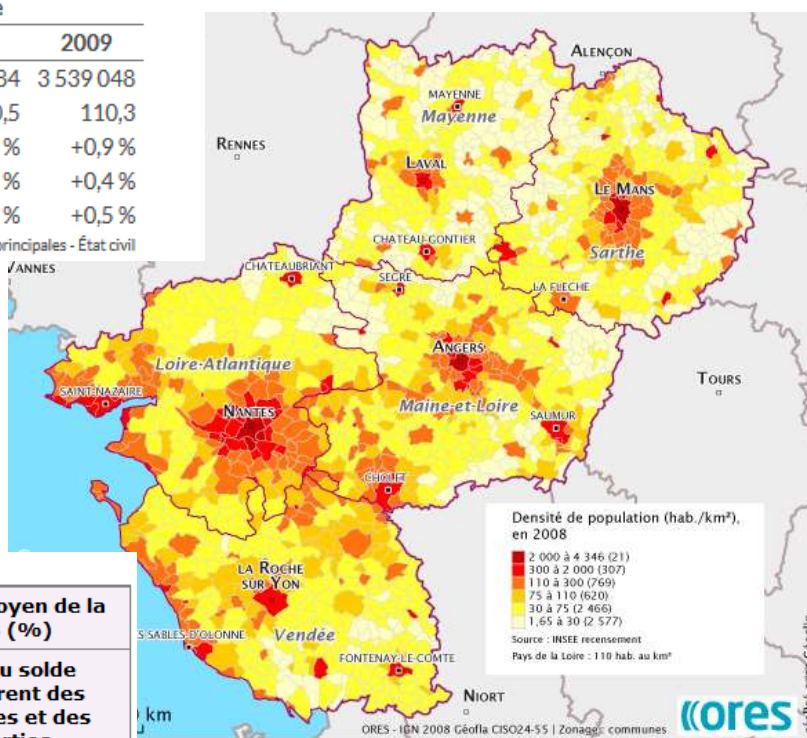 2009
84 3 539 048
0,5 110,3
% +0,9 %
% +0,4 %
% +0,5 %
principales - État civil
ALENÇON
MAYENNE
Mayenne
RENNES
LAVAL
LE MANS
CHATEAU-GONTIER
Sarthe
VANNES
CHATEAUBRIANT
SEGRE
LA FLECHE
Loire-Atlantique
ANGERS
SAINT-NAZAIRE
TOURS
NANTES
Maine-et-Loire
SAUMUR
CHOLET
Densité de population (hab./km²),
en 2008
2 000 à 4 346 (21)
300 à 2 000 (307)
110 à 300 (769)
75 à 110 (620)
30 à 75 (2 466)
1,65 à 30 (2 577)
Source : INSEE recensement
Pays de la Loire : 110 hab. au km²
LA ROCHE
SUR YON
oyen de la
(%)
ES SABLES-D'OLONNE
Vendée
FONTENAY-LE-COMTE
u solde
rent des
es et des
NIORT
km
ORES - IGN 2008 Géofla CISO24-55 | Zonage : communes
((ores